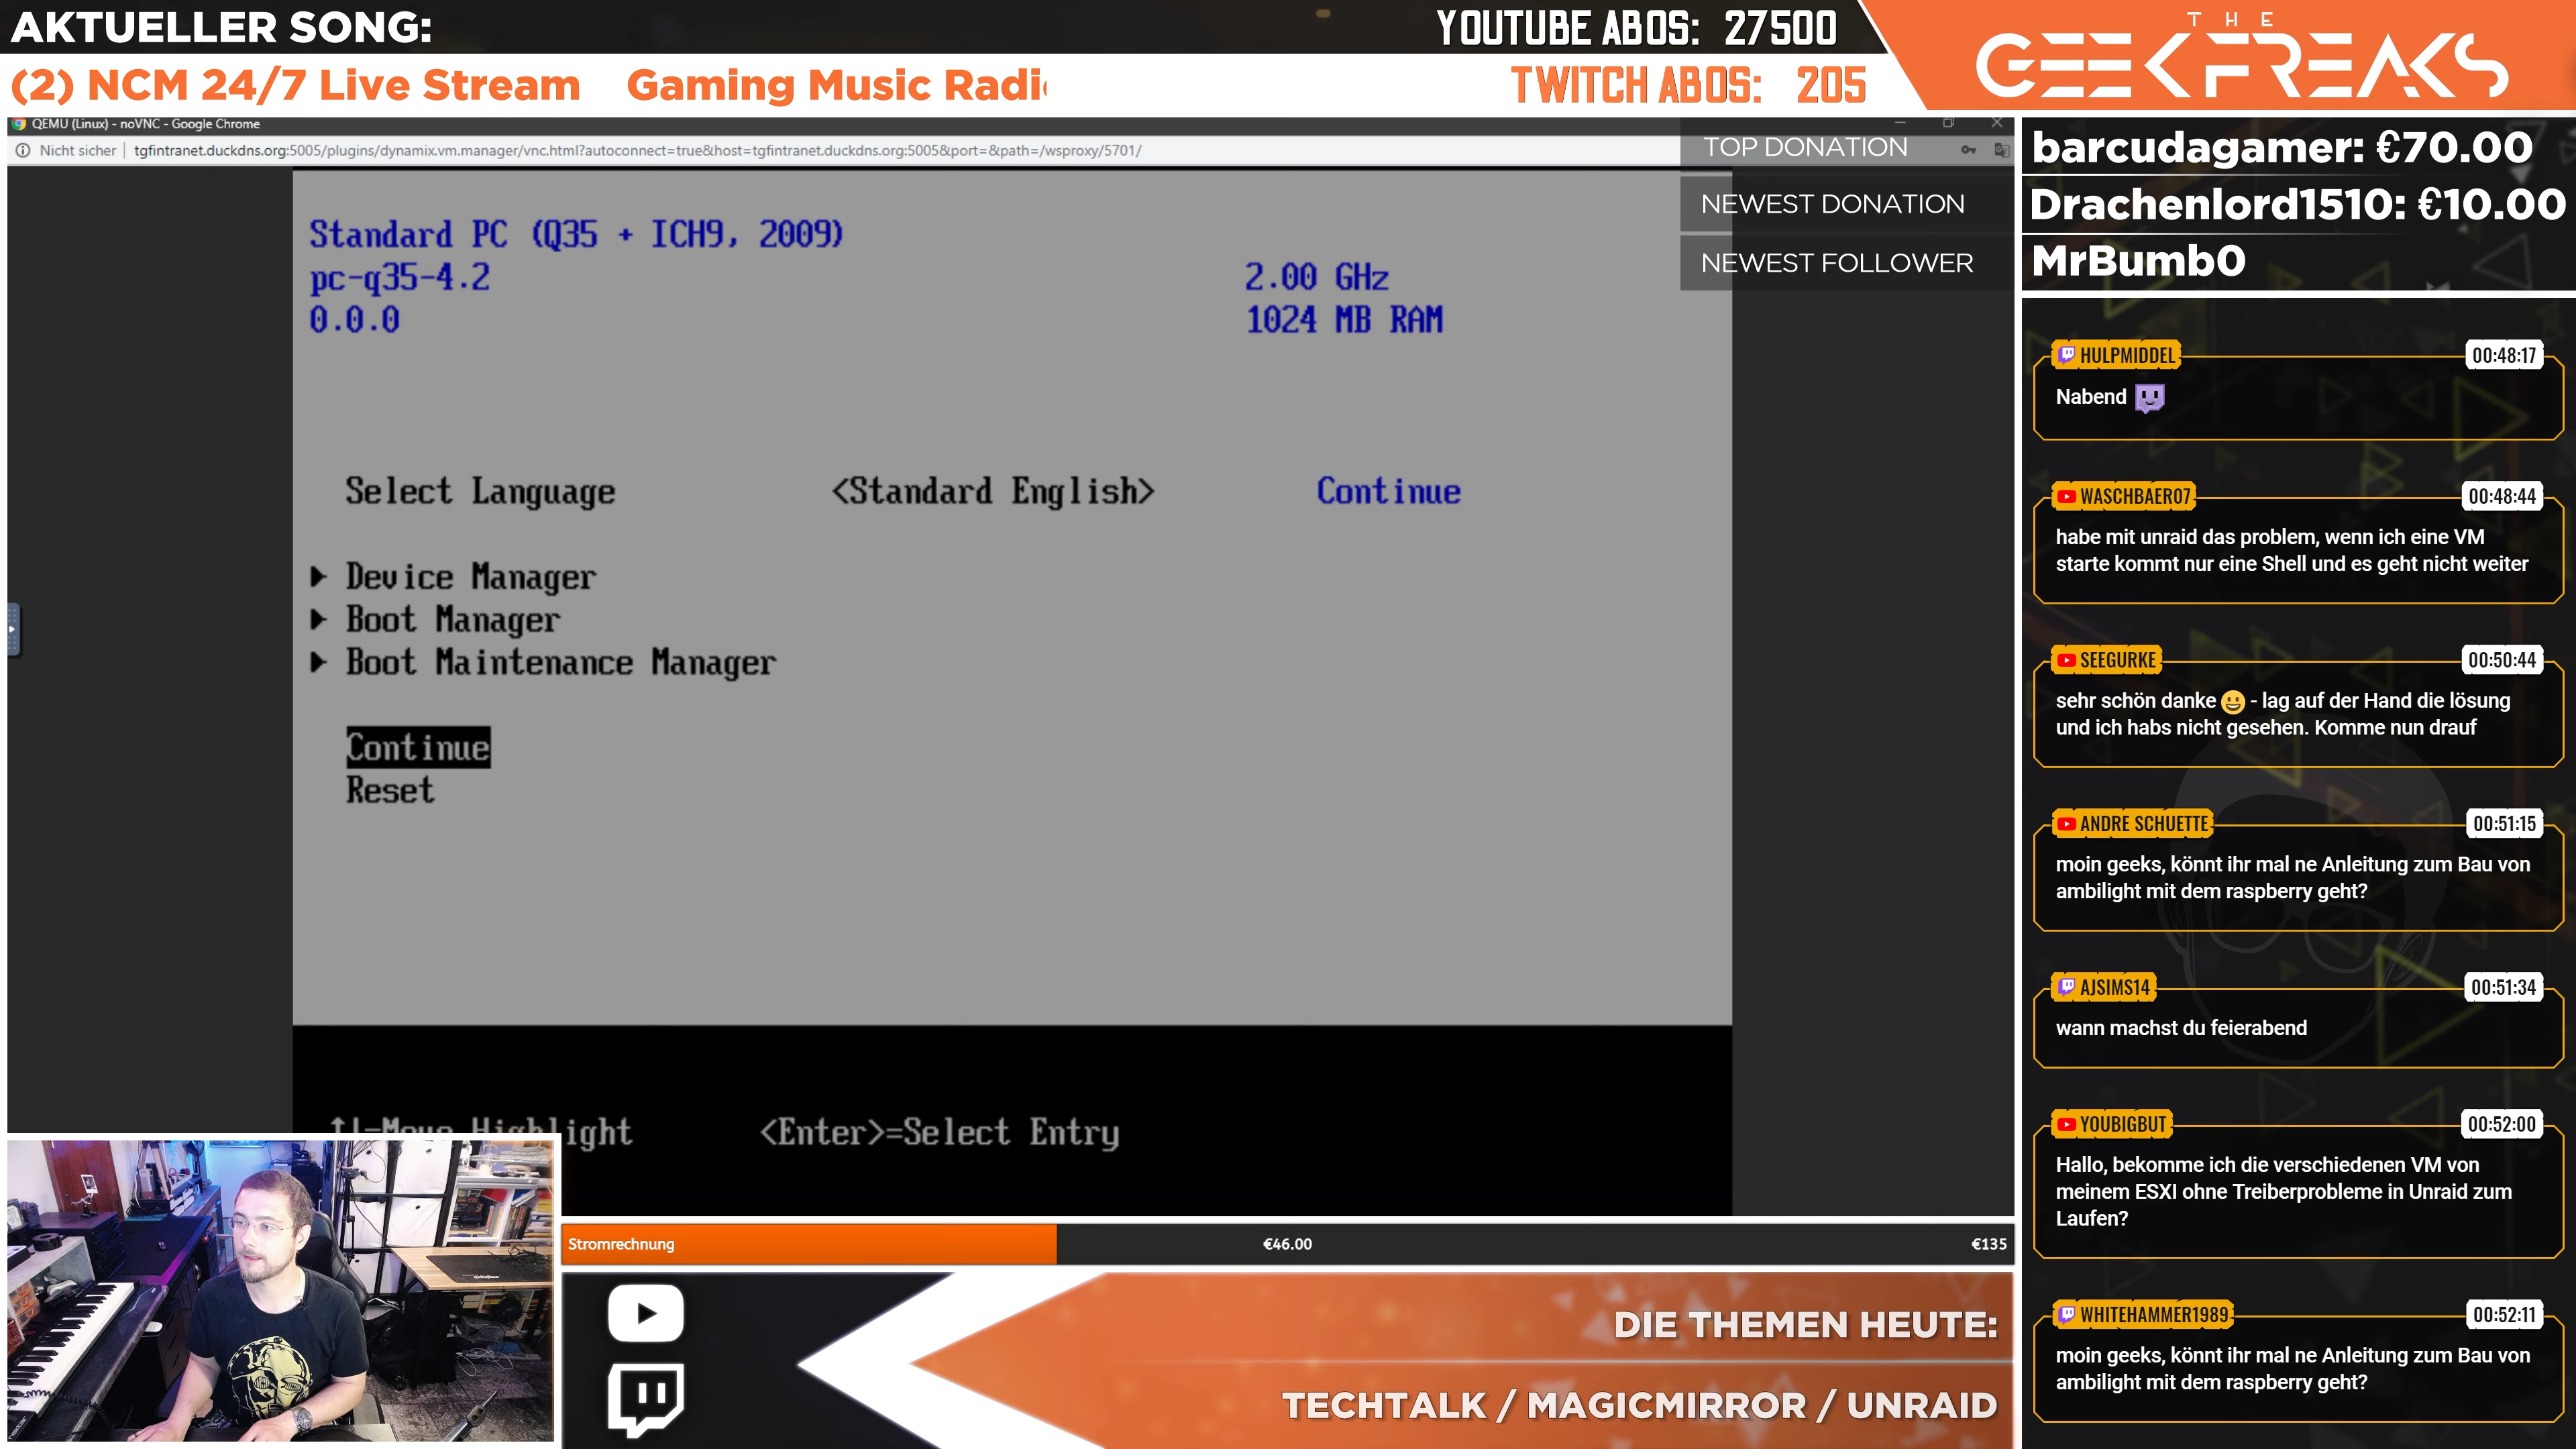 AKTUELLER SONG:
YOUTUBE ABOS: 27500
THE
GEEKFREAKS
(2) NCM 24/7 Live Stream Gaming Music Radi
TWITCH ABOS: 205
QEMU (Linux) - noVNC - Google Chrome
Nicht sicher | tgfintranet.duckdns.org:5005/plugins/dynamix.vm.manager/vnc.html?autoconnect=true&host=tgfintranet.duckdns.org:5005&port=&path=/wsproxy/5701/
TOP DONATION
barcudagamer: €70.00
NEWEST DONATION
Drachenlord1510: €10.00
NEWEST FOLLOWER
MrBumb0
Standard PC (Q35 + ICH9, 2009)
pc-q35-4.2 2.00 GHz
0.0.0 1024 MB RAM
Select Language <Standard English> Continue
Device Manager
Boot Manager
Boot Maintenance Manager
Continue
Reset
↑↓=Move Highlight <Enter>=Select Entry
HULPMIDDEL 00:48:17
Nabend
WASCHBAER07 00:48:44
habe mit unraid das problem, wenn ich eine VM
starte kommt nur eine Shell und es geht nicht weiter
SEEGURKE 00:50:44
sehr schön danke 😀 - lag auf der Hand die lösung
und ich habs nicht gesehen. Komme nun drauf
ANDRE SCHUETTE 00:51:15
moin geeks, könnt ihr mal ne Anleitung zum Bau von
ambilight mit dem raspberry geht?
AJSIMS14 00:51:34
wann machst du feierabend
YOUBIGBUT 00:52:00
Hallo, bekomme ich die verschiedenen VM von
meinem ESXI ohne Treiberprobleme in Unraid zum
Laufen?
WHITEHAMMER1989 00:52:11
moin geeks, könnt ihr mal ne Anleitung zum Bau von
ambilight mit dem raspberry geht?
Stromrechnung €46.00 €135
DIE THEMEN HEUTE:
TECHTALK / MAGICMIRROR / UNRAID